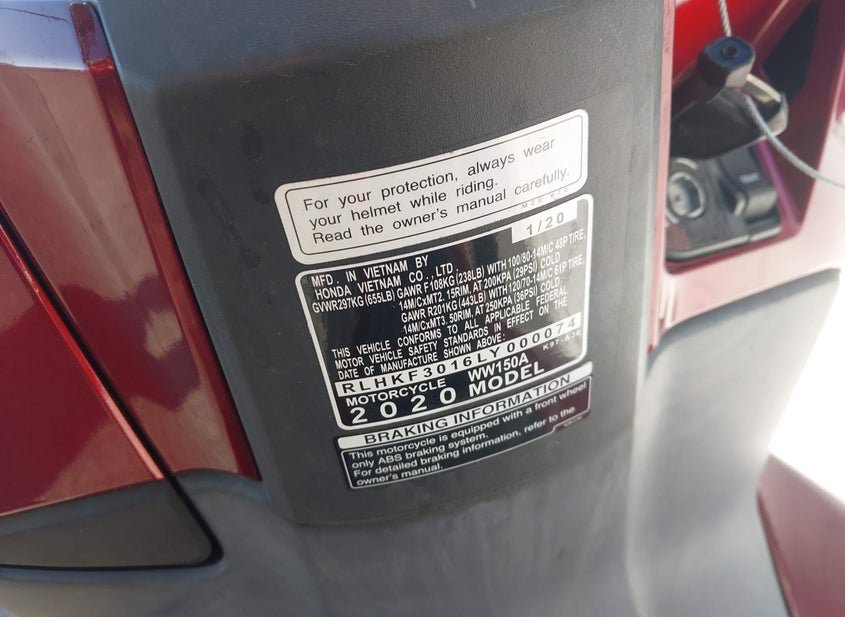 For your protection, always wear
your helmet while riding.
Read the owner's manual carefully.
1/20
MFD. IN VIETNAM BY
HONDA VIETNAM CO., LTD.
GVWR297KG (655LB) GAWR F108KG (238LB) WITH 100/80-14M/C 48P TIRE,
14M/CxMT2. 15RIM, AT 200KPA (29PSI) COLD
GAWR R201KG (443LB) WITH 120/70-14M/C 61P TIRE,
14M/CxMT3. 50RIM, AT 250KPA (36PSI) COLD
THIS VEHICLE CONFORMS TO ALL APPLICABLE FEDERAL
MOTOR VEHICLE SAFETY STANDARDS IN EFFECT ON THE
DATE OF MANUFACTURE SHOWN ABOVE:
RLHKF3016LY000074
MOTORCYCLE WW150A
2020 MODEL
BRAKING INFORMATION
This motorcycle is equipped with a front wheel
only ABS braking system.
For detailed braking information, refer to the
owner's manual.